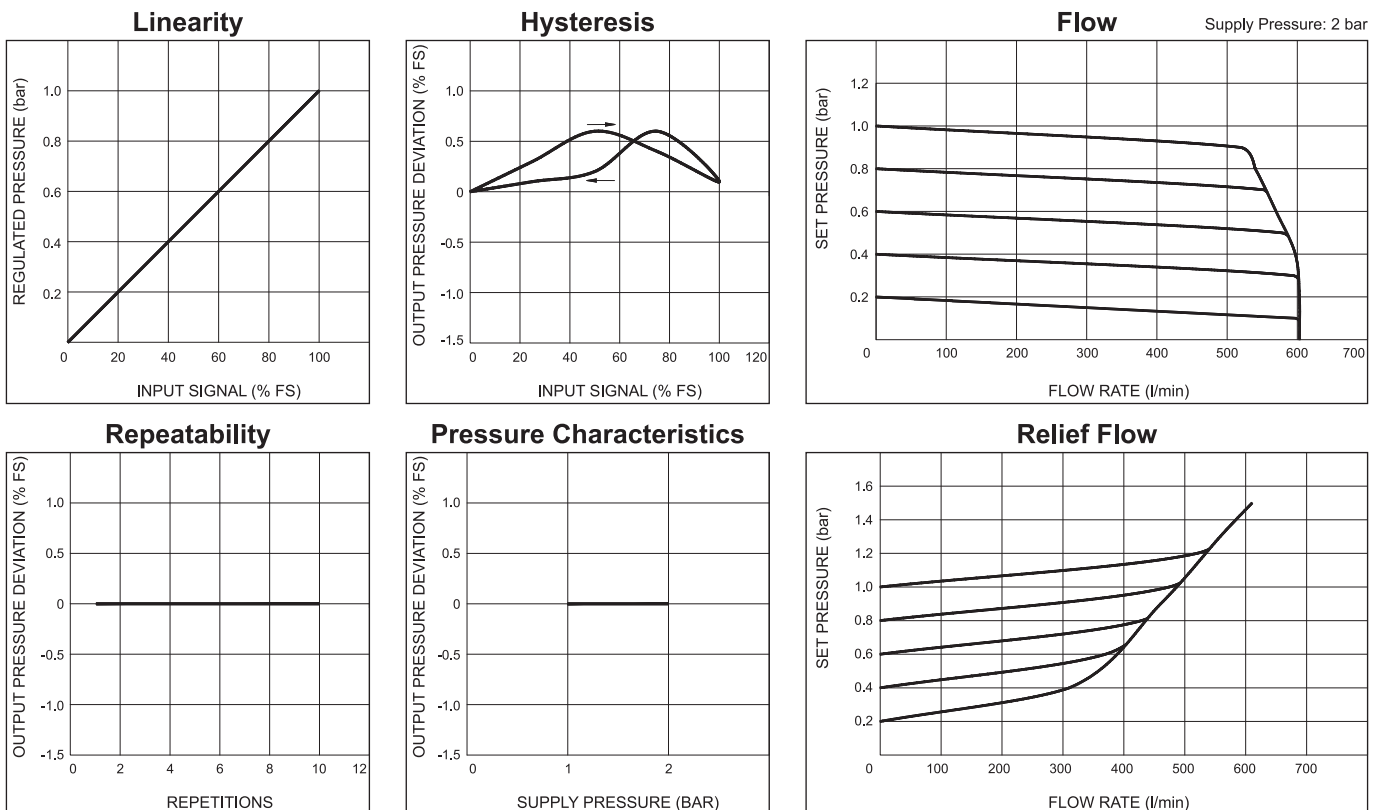 Linearity
REGULATED PRESSURE (bar)
1.0
0.8
0.6
0.4
0.2
0 20 40 60 80 100
INPUT SIGNAL (% FS)
Hysteresis
OUTPUT PRESSURE DEVIATION (% FS)
1.0
0.5
0
-0.5
-1.0
-1.5
0 20 40 60 80 100 120
INPUT SIGNAL (% FS)
Flow
Supply Pressure: 2 bar
SET PRESSURE (bar)
1.2
1.0
0.8
0.6
0.4
0.2
0 100 200 300 400 500 600 700
FLOW RATE (l/min)
Repeatability
OUTPUT PRESSURE DEVIATION (% FS)
1.0
0.5
0
-0.5
-1.0
-1.5
0 2 4 6 8 10 12
REPETITIONS
Pressure Characteristics
OUTPUT PRESSURE DEVIATION (% FS)
1.0
0.5
0
-0.5
-1.0
-1.5
0 1 2
SUPPLY PRESSURE (BAR)
Relief Flow
SET PRESSURE (bar)
1.6
1.4
1.2
1.0
0.8
0.6
0.4
0.2
0 100 200 300 400 500 600 700
FLOW RATE (l/min)